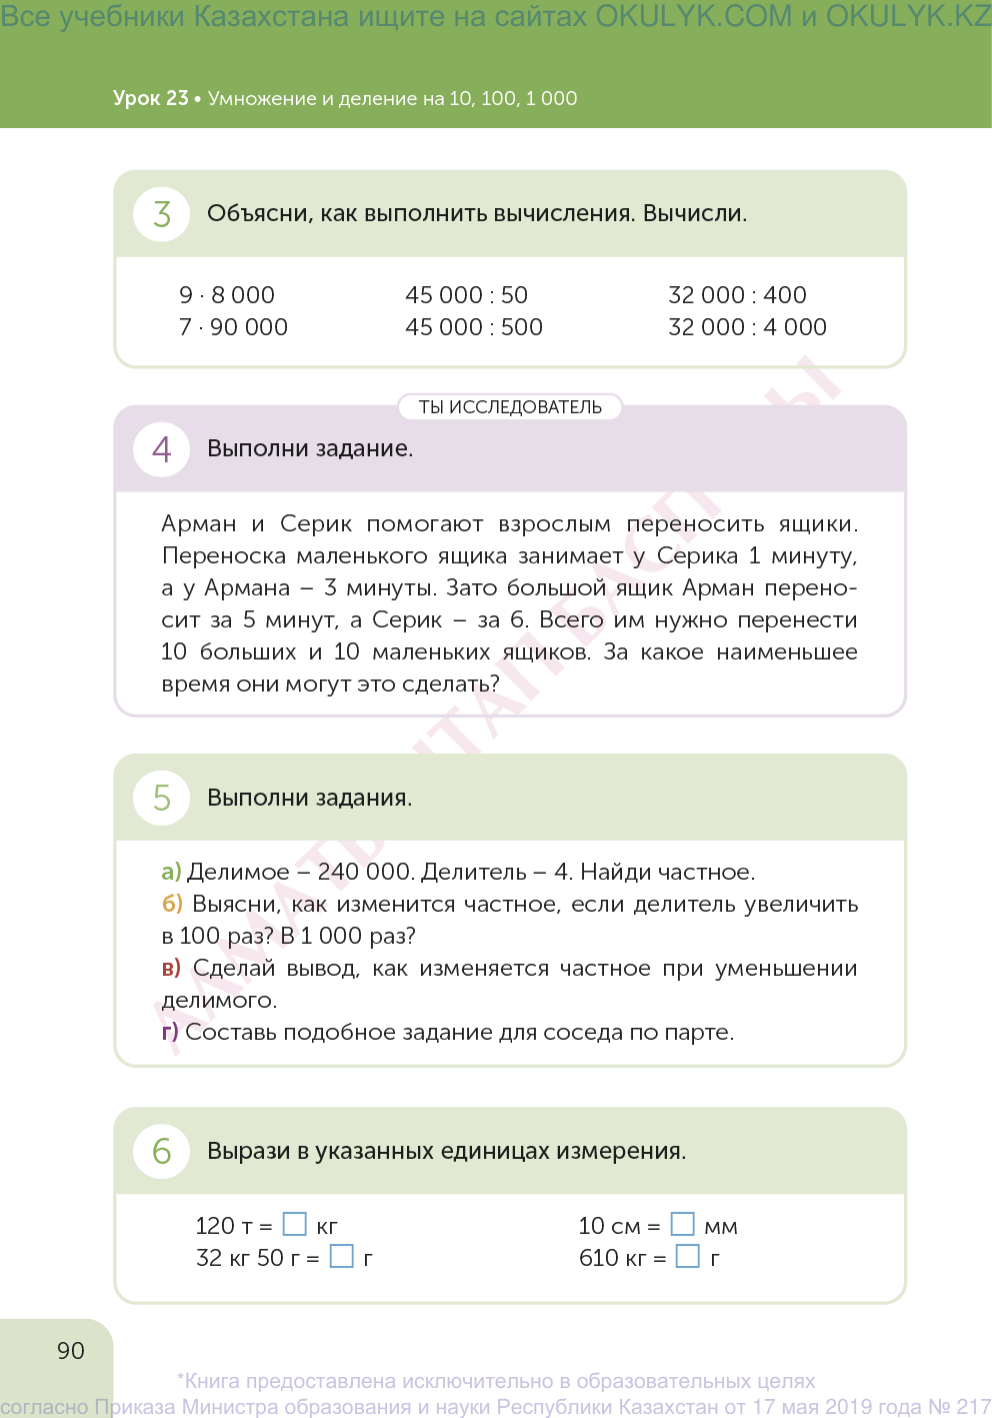 Все учебники Казахстана ищите на сайтах OKULYK.COM и OKULYK.KZ
Урок 23 • Умножение и деление на 10, 100, 1 000
3 Объясни, как выполнить вычисления. Вычисли.
9 · 8 000 45 000 : 50 32 000 : 400
7 · 90 000 45 000 : 500 32 000 : 4 000
ТЫ ИССЛЕДОВАТЕЛЬ
4 Выполни задание.
Арман и Серик помогают взрослым переносить ящики.
Переноска маленького ящика занимает у Серика 1 минуту,
а у Армана – 3 минуты. Зато большой ящик Арман перено-
сит за 5 минут, а Серик – за 6. Всего им нужно перенести
10 больших и 10 маленьких ящиков. За какое наименьшее
время они могут это сделать?
5 Выполни задания.
а) Делимое – 240 000. Делитель – 4. Найди частное.
б) Выясни, как изменится частное, если делитель увеличить
в 100 раз? В 1 000 раз?
в) Сделай вывод, как изменяется частное при уменьшении
делимого.
г) Составь подобное задание для соседа по парте.
6 Вырази в указанных единицах измерения.
120 т = □ кг 10 см = □ мм
32 кг 50 г = □ г 610 кг = □ г
90
*Книга предоставлена исключительно в образовательных целях
согласно Приказа Министра образования и науки Республики Казахстан от 17 мая 2019 года № 217